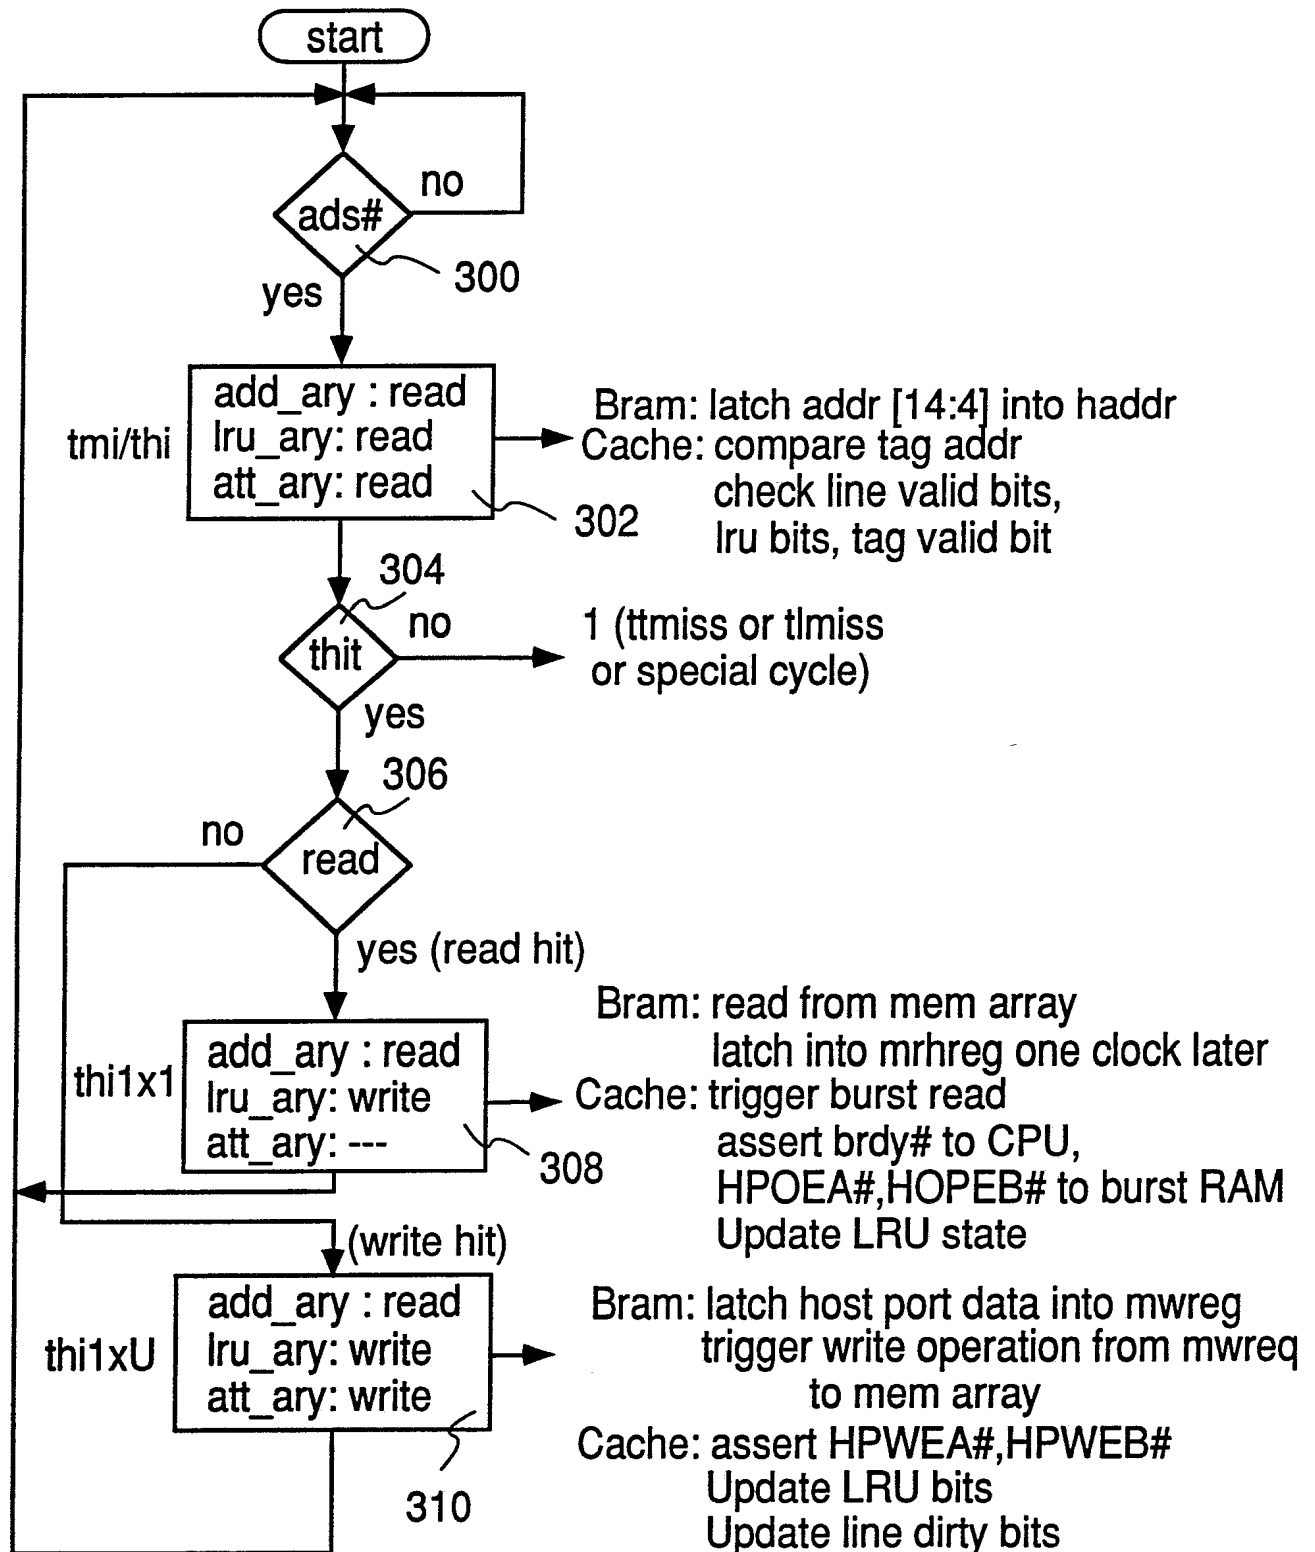 start
ads#
no
300
yes
tmi/thi
add_ary : read
lru_ary: read
att_ary: read
302
Bram: latch addr [14:4] into haddr
Cache: compare tag addr
check line valid bits,
lru bits, tag valid bit
304
thit
no
1 (ttmiss or tlmiss
or special cycle)
yes
306
no
read
yes (read hit)
thi1x1
add_ary : read
lru_ary: write
att_ary: ---
308
Bram: read from mem array
latch into mrhreg one clock later
Cache: trigger burst read
assert brdy# to CPU,
HPOEA#,HOPEB# to burst RAM
Update LRU state
(write hit)
thi1xU
add_ary : read
lru_ary: write
att_ary: write
310
Bram: latch host port data into mwreg
trigger write operation from mwreq
to mem array
Cache: assert HPWEA#,HPWEB#
Update LRU bits
Update line dirty bits